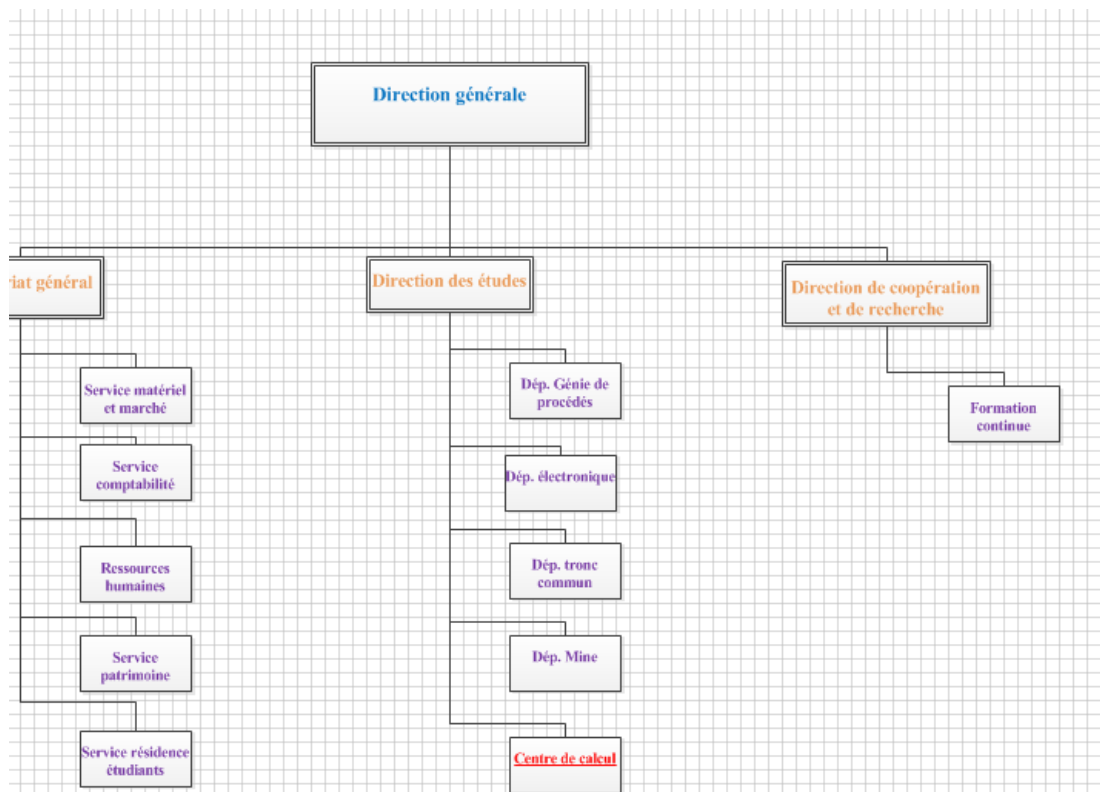 Direction générale
riat général
Direction des études
Direction de coopération
et de recherche
Service matériel
et marché
Service
comptabilité
Ressources
humaines
Service
patrimoine
Service résidence
étudiants
Dép. Génie de
procédés
Dép. électronique
Dép. tronc
commun
Dép. Mine
Centre de calcul
Formation
continue